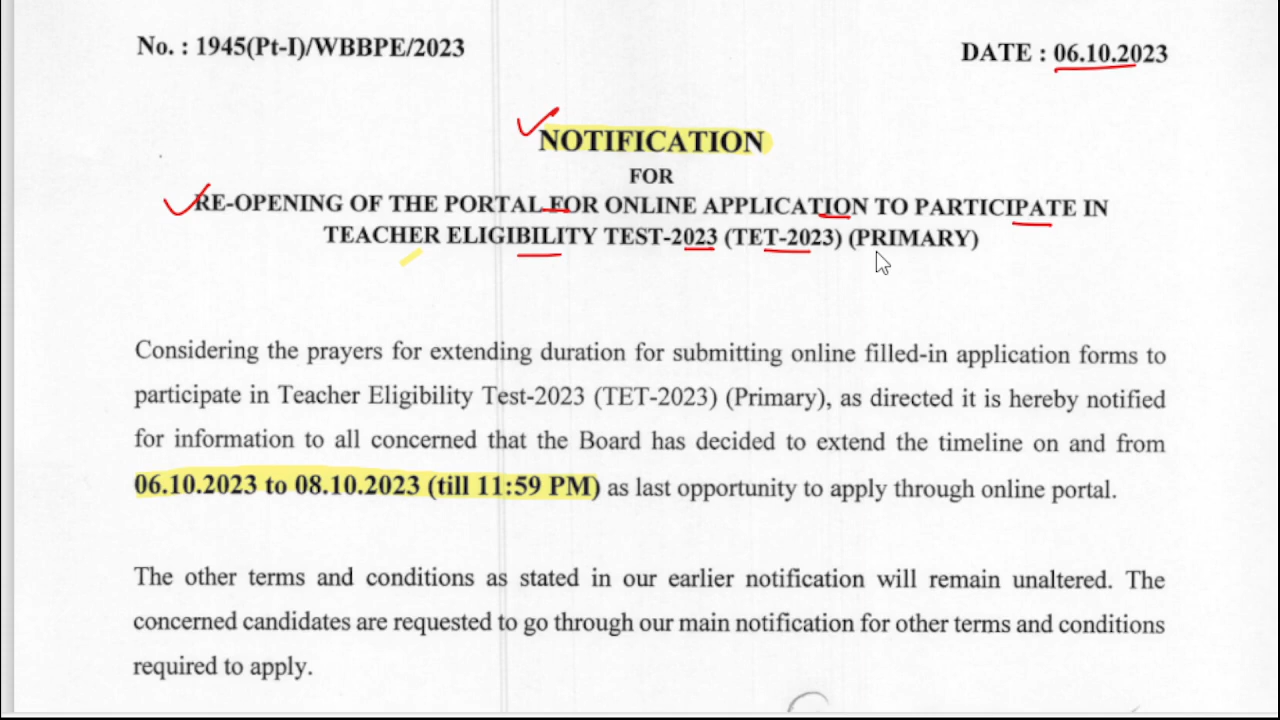 No. : 1945(Pt-I)/WBBPE/2023
DATE : 06.10.2023
NOTIFICATION
FOR
RE-OPENING OF THE PORTAL FOR ONLINE APPLICATION TO PARTICIPATE IN
TEACHER ELIGIBILITY TEST-2023 (TET-2023) (PRIMARY)
Considering the prayers for extending duration for submitting online filled-in application forms to
participate in Teacher Eligibility Test-2023 (TET-2023) (Primary), as directed it is hereby notified
for information to all concerned that the Board has decided to extend the timeline on and from
06.10.2023 to 08.10.2023 (till 11:59 PM) as last opportunity to apply through online portal.
The other terms and conditions as stated in our earlier notification will remain unaltered. The
concerned candidates are requested to go through our main notification for other terms and conditions
required to apply.